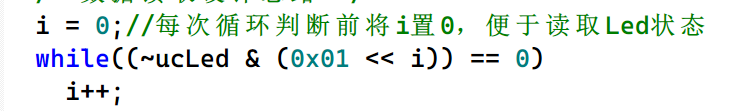 i = 0;//每次循环判断前将i置0，便于读取Led状态
while((~ucLed & (0x01 << i)) == 0)
i++;